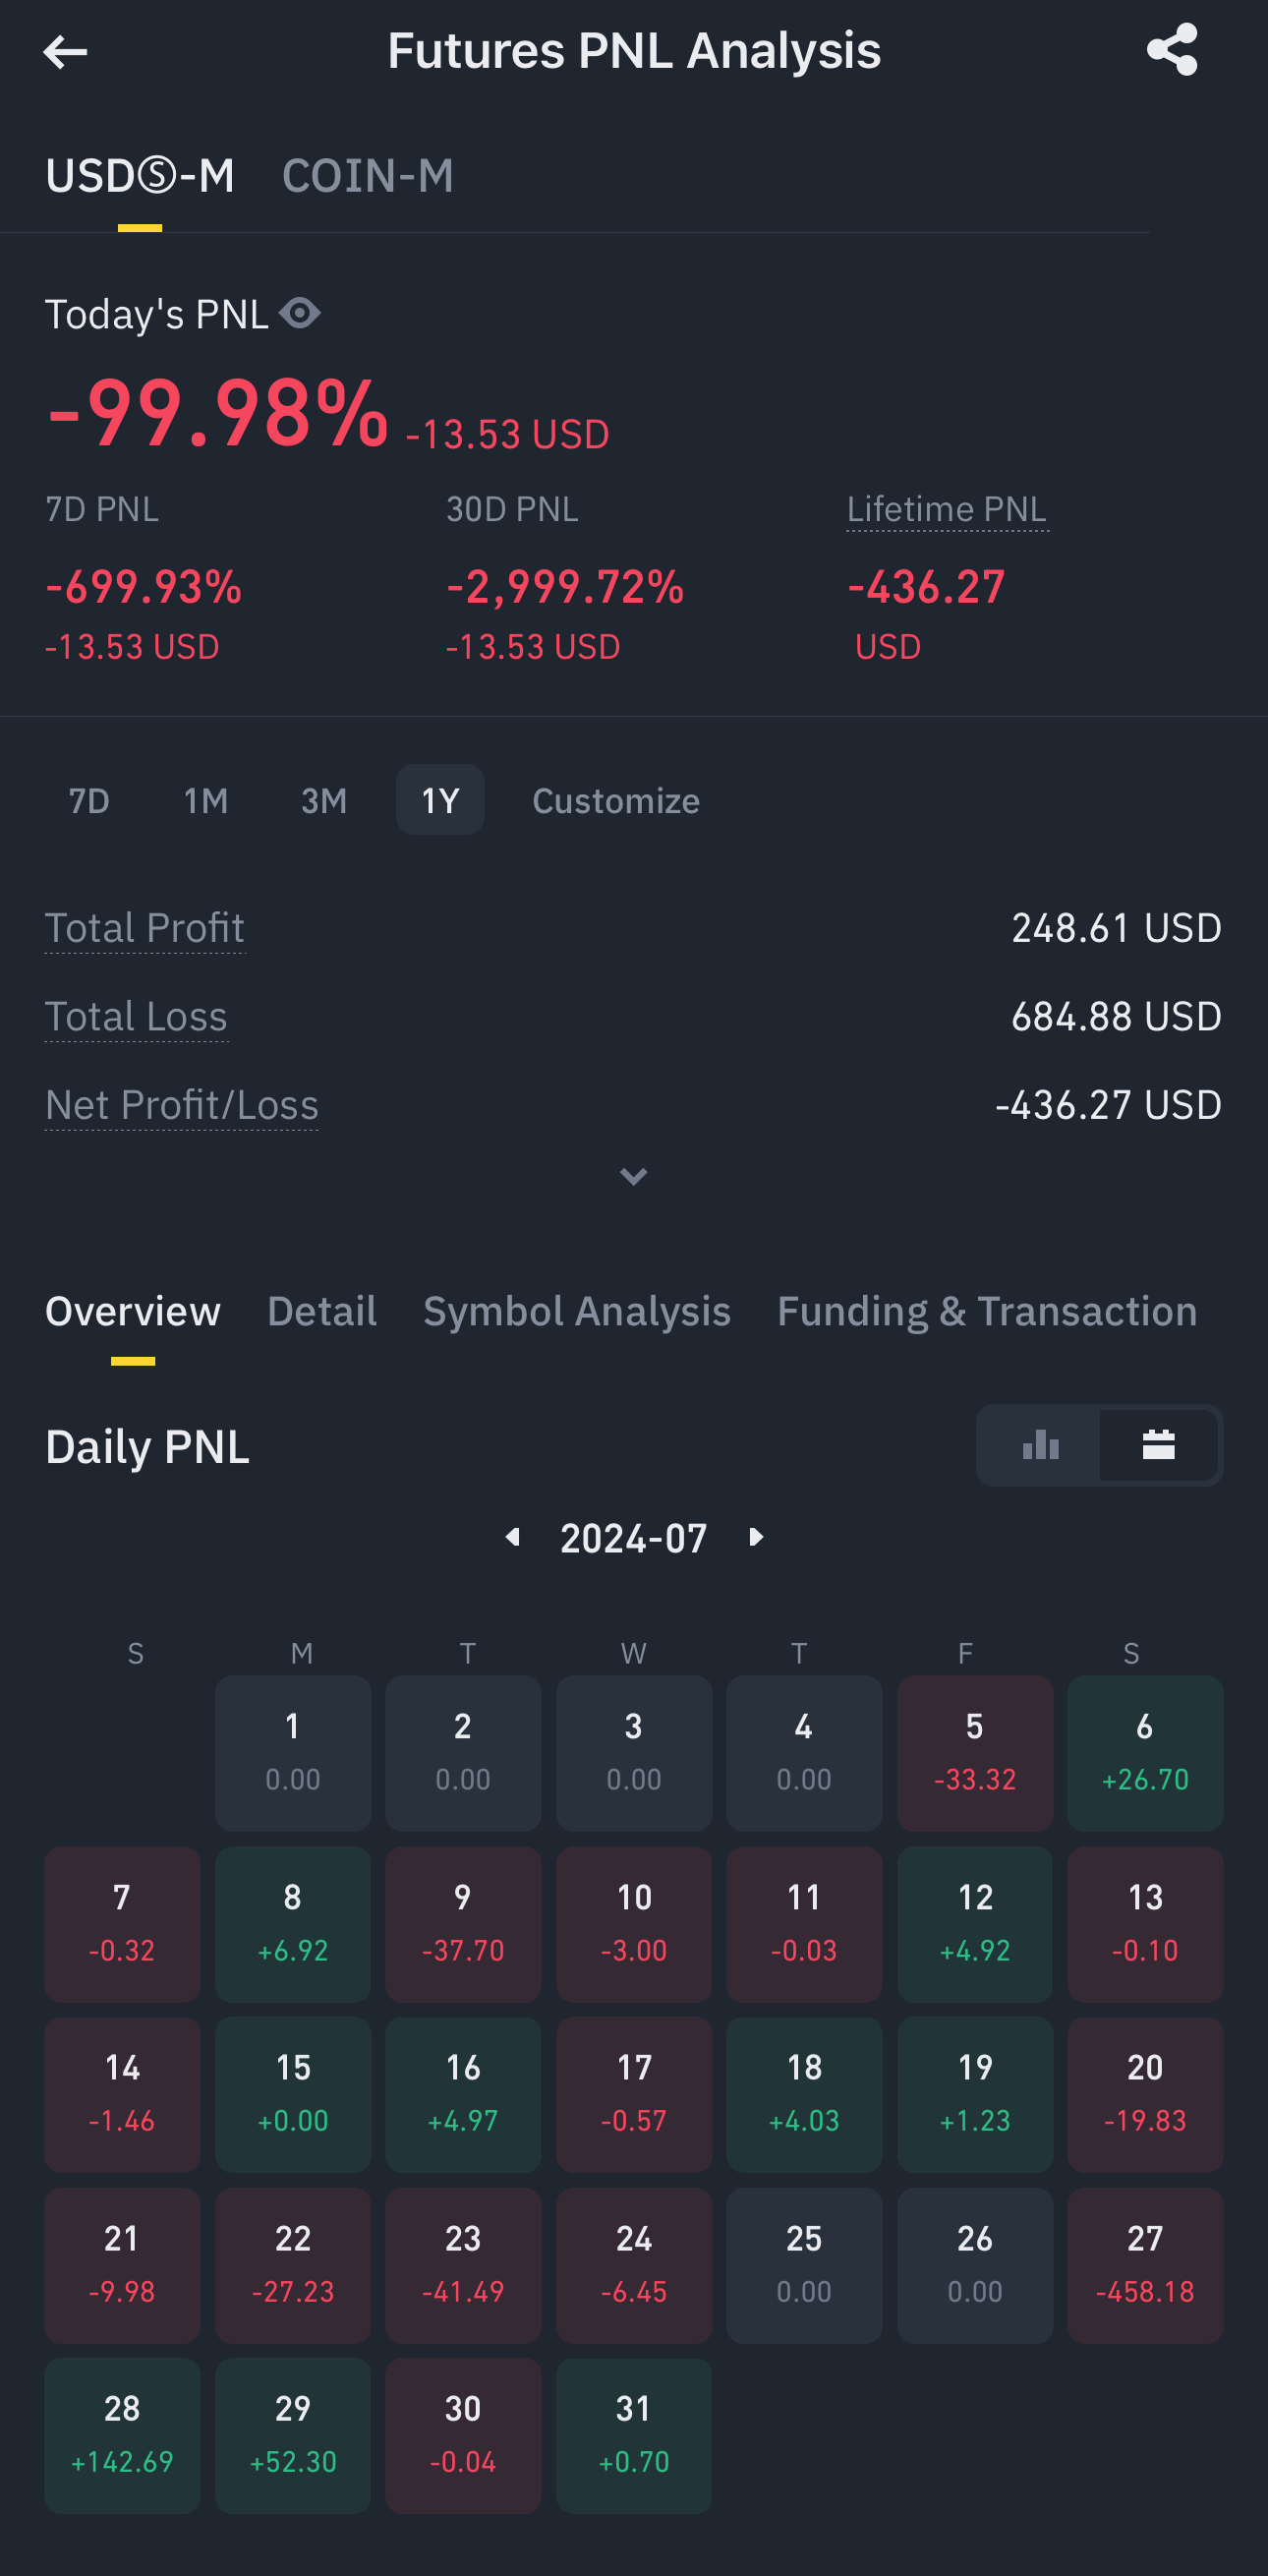 Futures PNL Analysis
USDⓈ-M COIN-M
Today's PNL
-99.98% -13.53 USD
7D PNL 30D PNL Lifetime PNL
-699.93% -2,999.72% -436.27
-13.53 USD -13.53 USD USD
7D 1M 3M 1Y Customize
Total Profit 248.61 USD
Total Loss 684.88 USD
Net Profit/Loss -436.27 USD
Overview Detail Symbol Analysis Funding & Transaction
Daily PNL
2024-07
S M T W T F S
1 2 3 4 5 6
0.00 0.00 0.00 0.00 -33.32 +26.70
7 8 9 10 11 12 13
-0.32 +6.92 -37.70 -3.00 -0.03 +4.92 -0.10
14 15 16 17 18 19 20
-1.46 +0.00 +4.97 -0.57 +4.03 +1.23 -19.83
21 22 23 24 25 26 27
-9.98 -27.23 -41.49 -6.45 0.00 0.00 -458.18
28 29 30 31
+142.69 +52.30 -0.04 +0.70